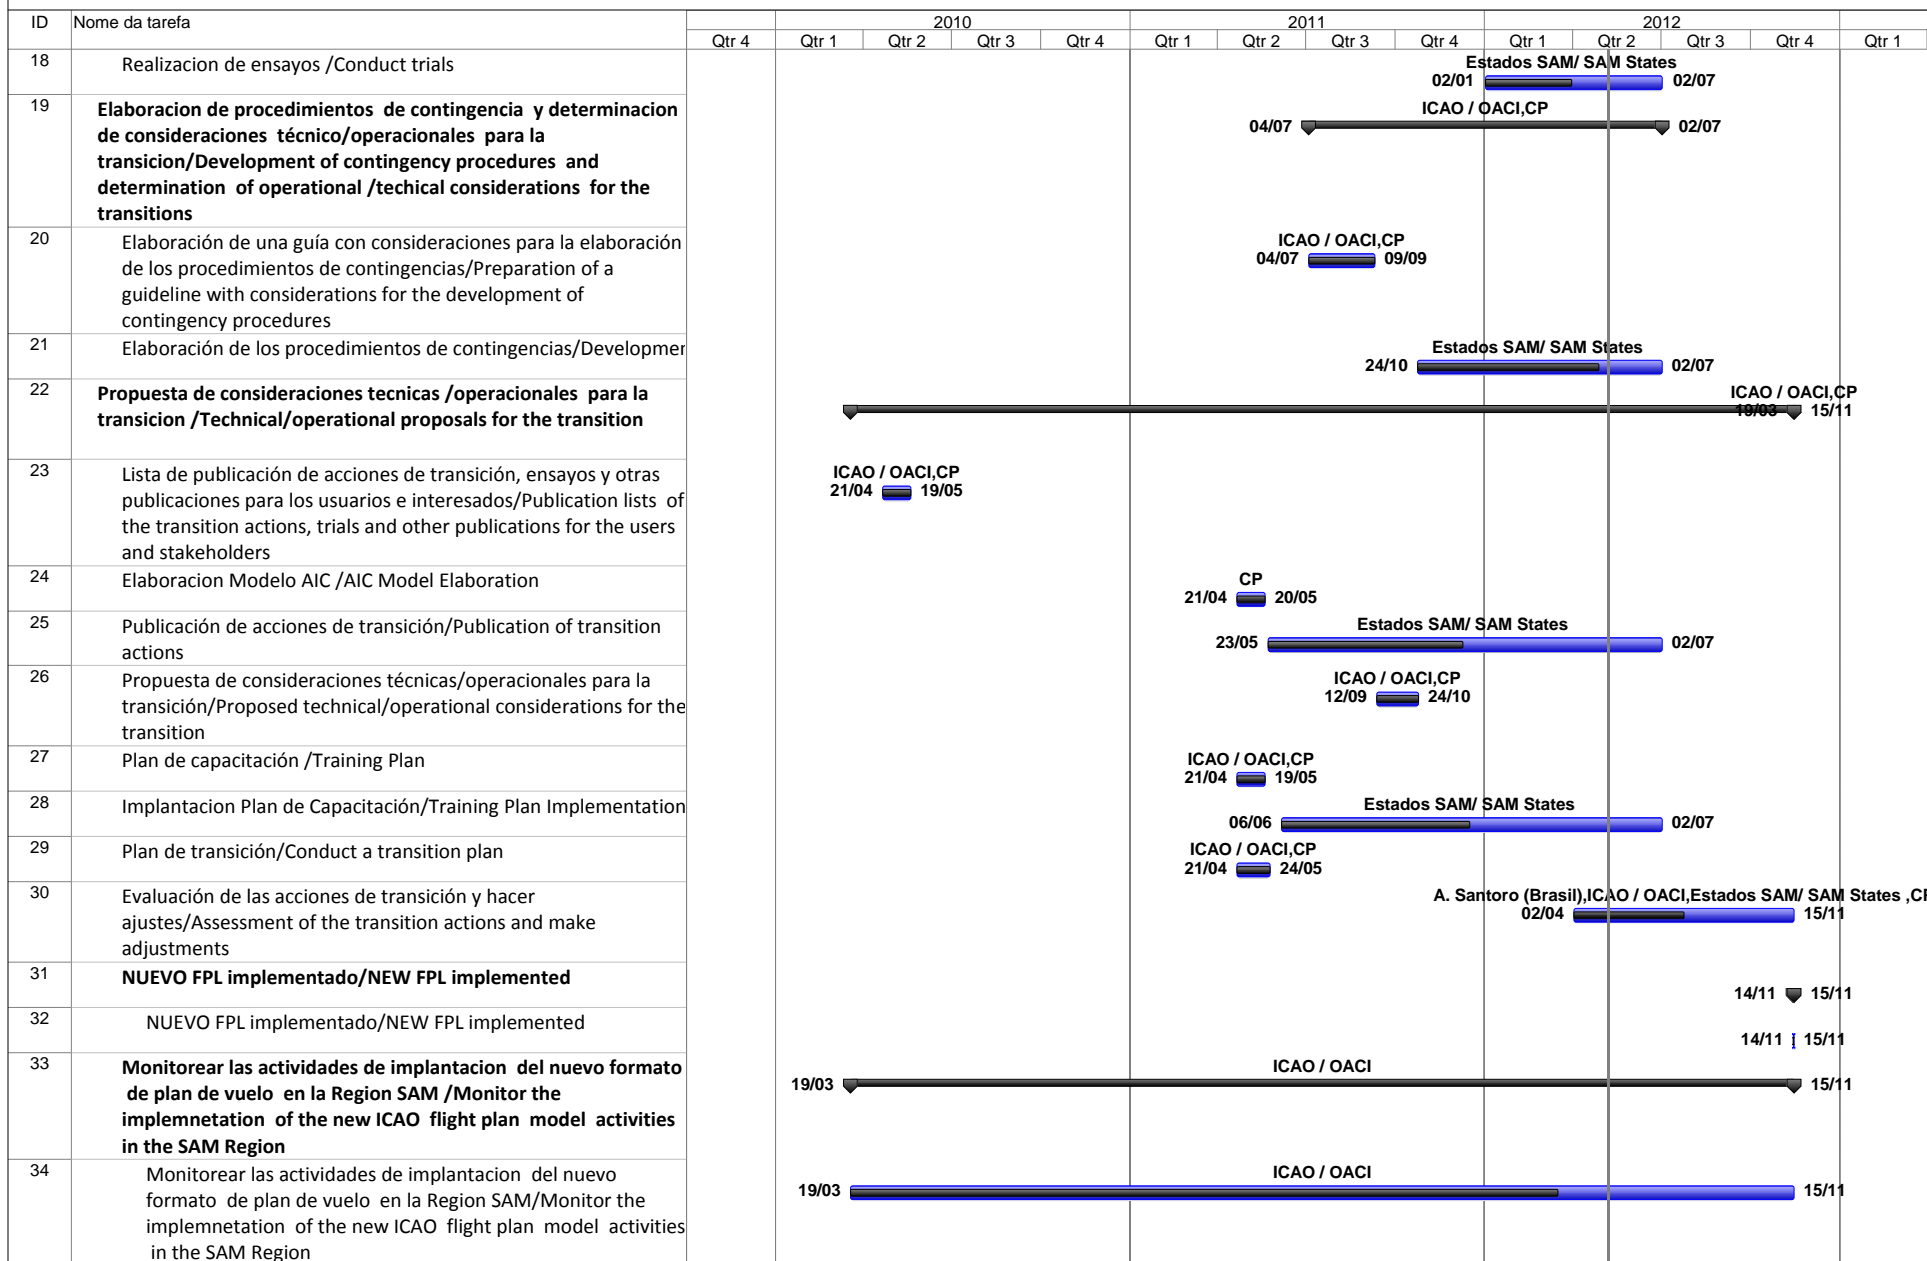 ID Nome da tarefa 2010 2011 2012
Qtr 4 Qtr 1 Qtr 2 Qtr 3 Qtr 4 Qtr 1 Qtr 2 Qtr 3 Qtr 4 Qtr 1 Qtr 2 Qtr 3 Qtr 4 Qtr 1
18 Realizacion de ensayos /Conduct trials
Estados SAM/ SAM States
02/01 02/07
19 Elaboracion de procedimientos de contingencia y determinacion
de consideraciones técnico/operacionales para la
transicion/Development of contingency procedures and
determination of operational /techical considerations for the
transitions
ICAO / OACI,CP
04/07 02/07
20 Elaboración de una guía con consideraciones para la elaboración
de los procedimientos de contingencias/Preparation of a
guideline with considerations for the development of
contingency procedures
ICAO / OACI,CP
04/07 09/09
21 Elaboración de los procedimientos de contingencias/Developmer
Estados SAM/ SAM States
24/10 02/07
22 Propuesta de consideraciones tecnicas /operacionales para la
transicion /Technical/operational proposals for the transition
ICAO / OACI,CP
19/03 15/11
23 Lista de publicación de acciones de transición, ensayos y otras
publicaciones para los usuarios e interesados/Publication lists of
the transition actions, trials and other publications for the users
and stakeholders
ICAO / OACI,CP
21/04 19/05
24 Elaboracion Modelo AIC /AIC Model Elaboration
CP
21/04 20/05
25 Publicación de acciones de transición/Publication of transition
actions
Estados SAM/ SAM States
23/05 02/07
26 Propuesta de consideraciones técnicas/operacionales para la
transición/Proposed technical/operational considerations for the
transition
ICAO / OACI,CP
12/09 24/10
27 Plan de capacitación /Training Plan
ICAO / OACI,CP
21/04 19/05
28 Implantacion Plan de Capacitación/Training Plan Implementation
Estados SAM/ SAM States
06/06 02/07
29 Plan de transición/Conduct a transition plan
ICAO / OACI,CP
21/04 24/05
30 Evaluación de las acciones de transición y hacer
ajustes/Assessment of the transition actions and make
adjustments
A. Santoro (Brasil),ICAO / OACI,Estados SAM/ SAM States ,CP
02/04 15/11
31 NUEVO FPL implementado/NEW FPL implemented
14/11 15/11
32 NUEVO FPL implementado/NEW FPL implemented
14/11 15/11
33 Monitorear las actividades de implantacion del nuevo formato
de plan de vuelo en la Region SAM /Monitor the
implemnetation of the new ICAO flight plan model activities
in the SAM Region
ICAO / OACI
19/03 15/11
34 Monitorear las actividades de implantacion del nuevo
formato de plan de vuelo en la Region SAM/Monitor the
implemnetation of the new ICAO flight plan model activities
in the SAM Region
ICAO / OACI
19/03 15/11